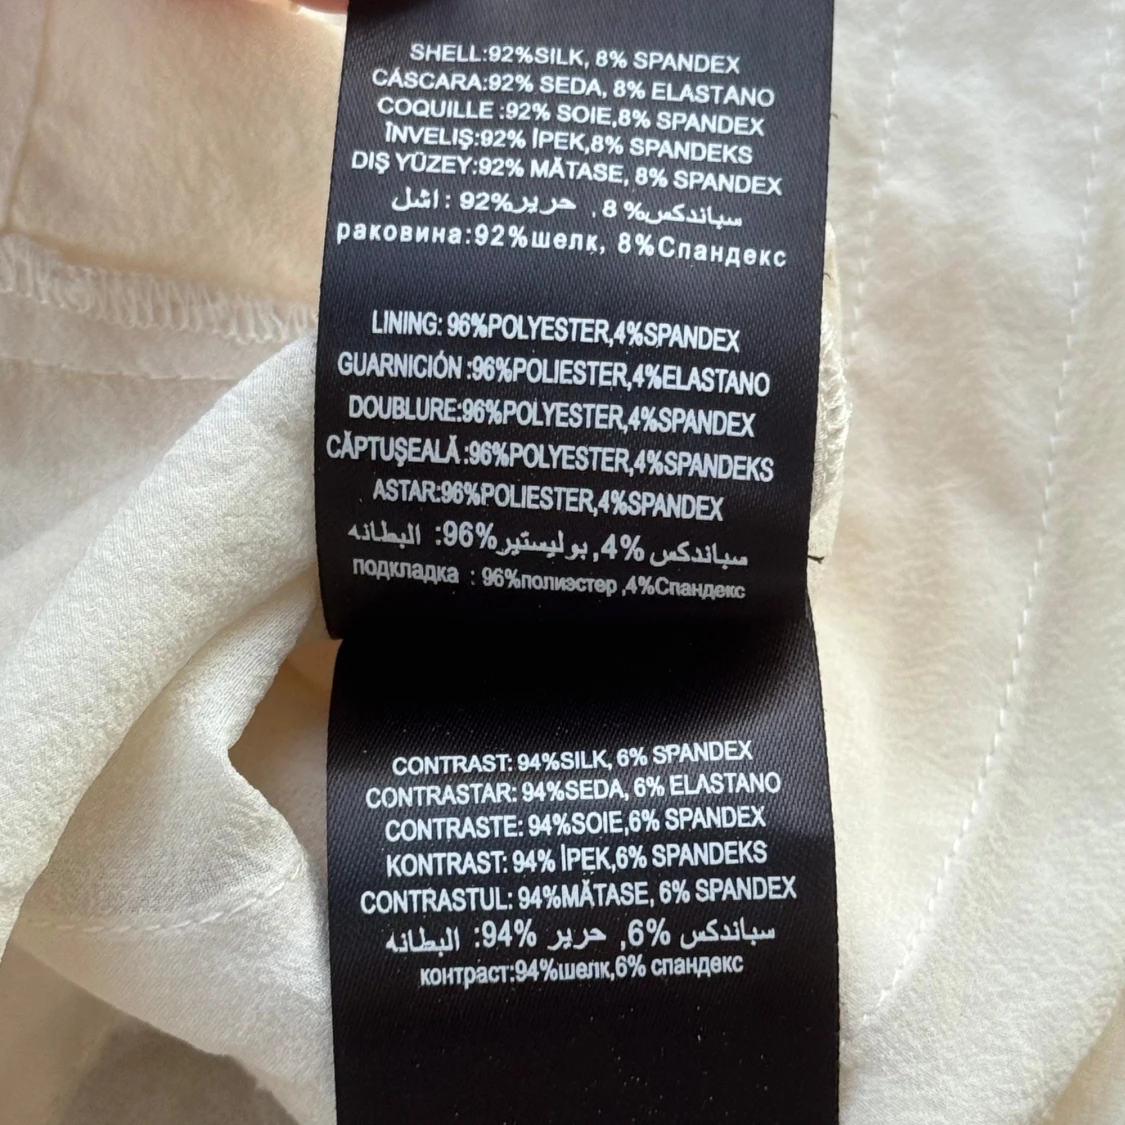 SHELL:92%SILK, 8% SPANDEX
CÁSCARA:92% SEDA, 8% ELASTANO
COQUILLE :92% SOIE,8% SPANDEX
ÎNVELIŞ:92% İPEK,8% SPANDEKS
DIŞ YÜZEY:92% MĂTASE, 8% SPANDEX
سباندكس% 8 , حرير%92 : اشل
раковина:92%шелк, 8%Спандекс
LINING: 96%POLYESTER,4%SPANDEX
GUARNICIÓN :96%POLIESTER,4%ELASTANO
DOUBLURE:96%POLYESTER,4%SPANDEX
CĂPTUŞEALĂ :96%POLYESTER,4%SPANDEKS
ASTAR:96%POLIESTER,4%SPANDEX
سباندكس %4,بوليستير%96: البطانه
подкладка : 96%полиэстер ,4%Спандекс
CONTRAST: 94%SILK, 6% SPANDEX
CONTRASTAR: 94%SEDA, 6% ELASTANO
CONTRASTE: 94%SOIE,6% SPANDEX
KONTRAST: 94% İPEK,6% SPANDEKS
CONTRASTUL: 94%MĂTASE, 6% SPANDEX
سباندكس %6, حرير %94: البطانه
контраст:94%шелк,6% спандекс